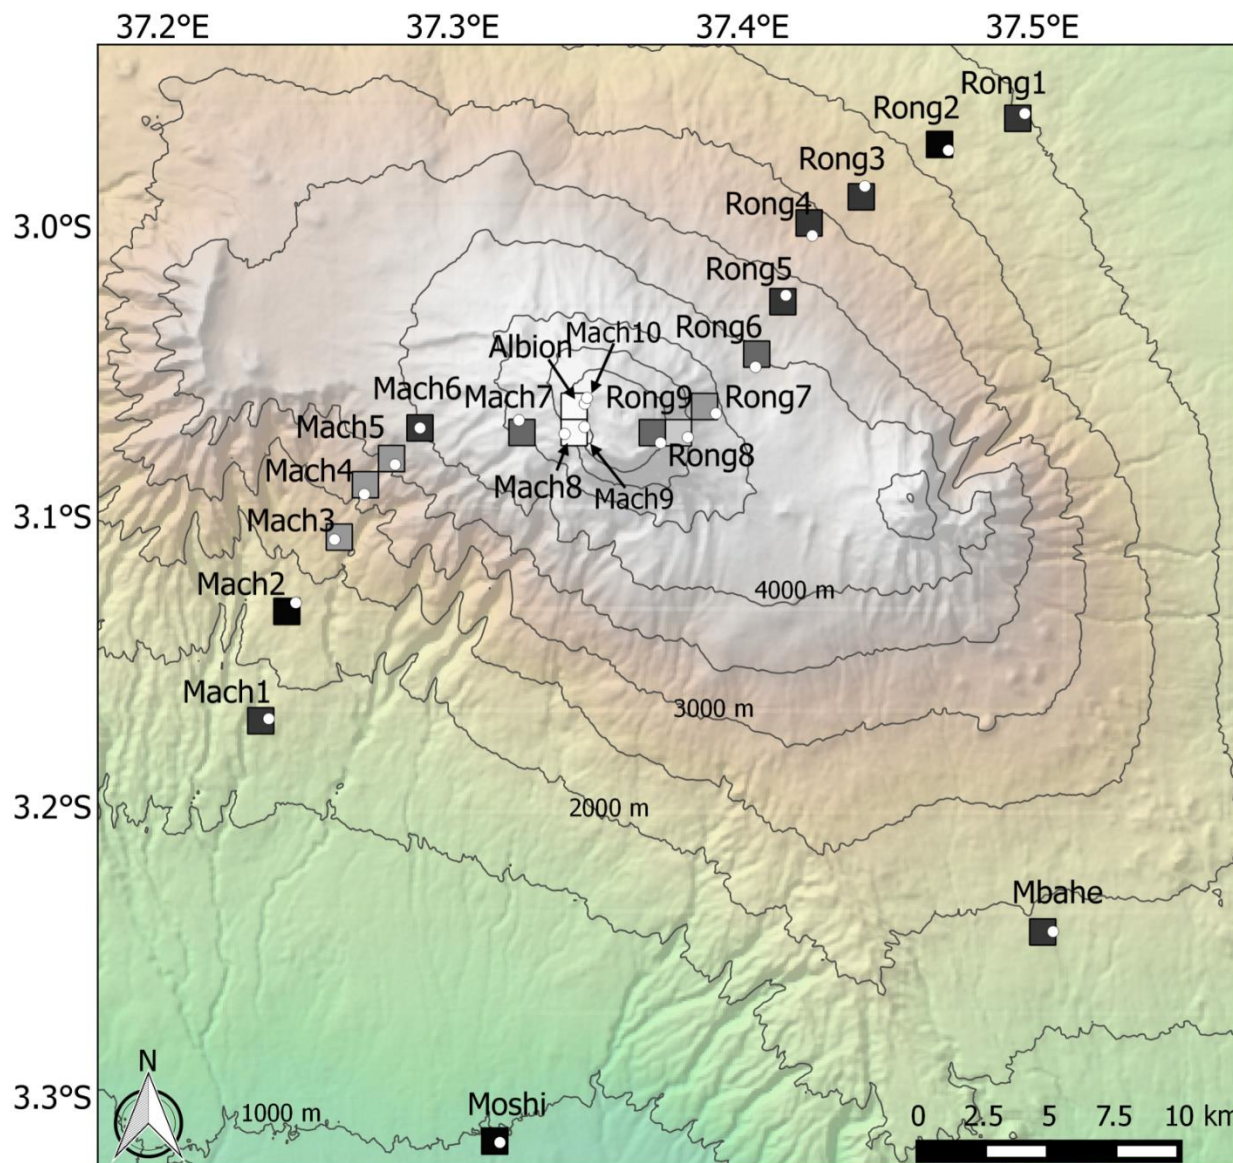 37.2°E 37.3°E 37.4°E 37.5°E
Rong1
Rong2
Rong3
Rong4
3.0°S
Rong5
Rong6
Mach10
Albion
Mach6
Mach7
Rong9
Rong7
Mach5
Rong8
Mach4
Mach8
Mach9
3.1°S
Mach3
Mach2
4000 m
Mach1
3000 m
3.2°S
2000 m
Mbahe
N
3.3°S
1000 m
Moshi
0 2.5 5 7.5 10 km